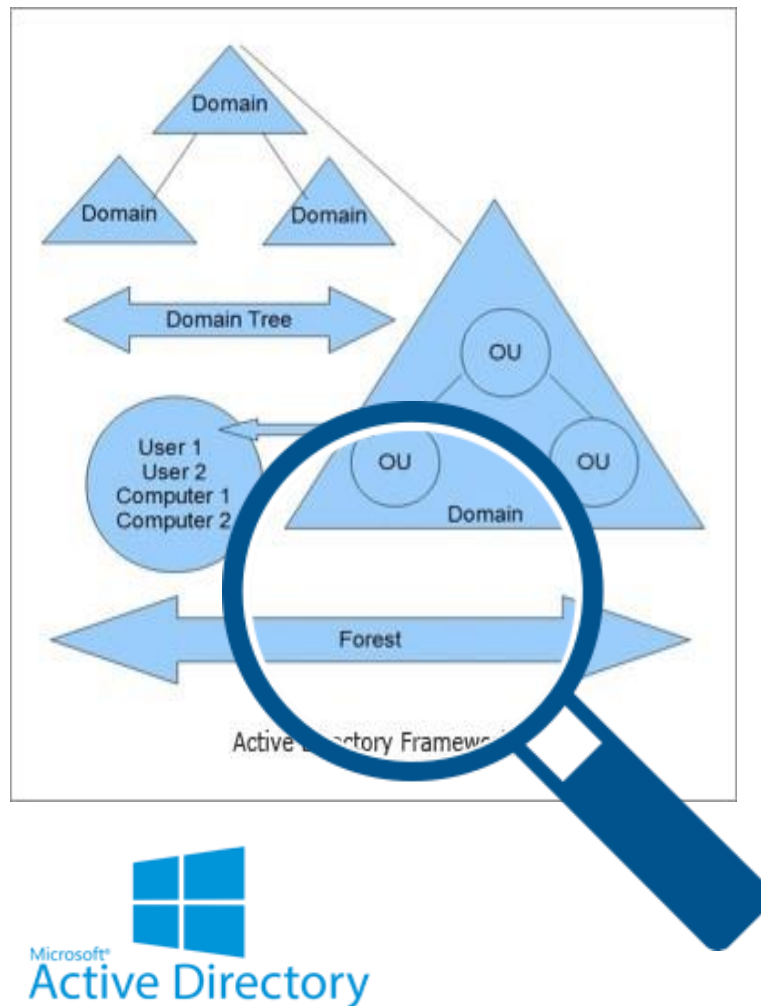 Domain
Domain
Domain
Domain Tree
OU
OU
OU
Domain
User 1
User 2
Computer 1
Computer 2
Forest
Active
Microsoft®
Active Directory